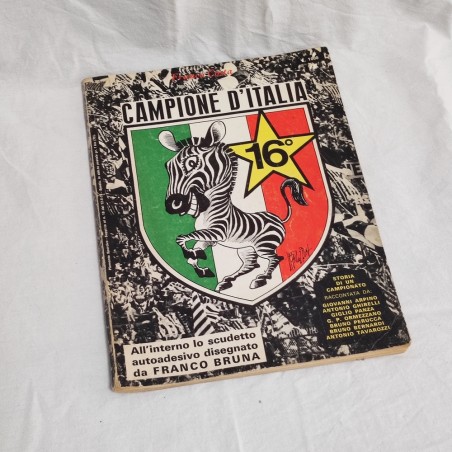 CAMPIONE D'ITALIA
16°
STORIA
DI UN
CAMPIONATO
RACCONTATA DA
GIOVANNI ARPINO
ANTONIO GHIRELLI
GIGLIO PANZA
G. P. ORMEZZANO
BRUNO PERUCCA
BRUNO BERNARDI
ANTONIO TAVAROZZI
All'interno lo scudetto
autoadesivo disegnato
da FRANCO BRUNA